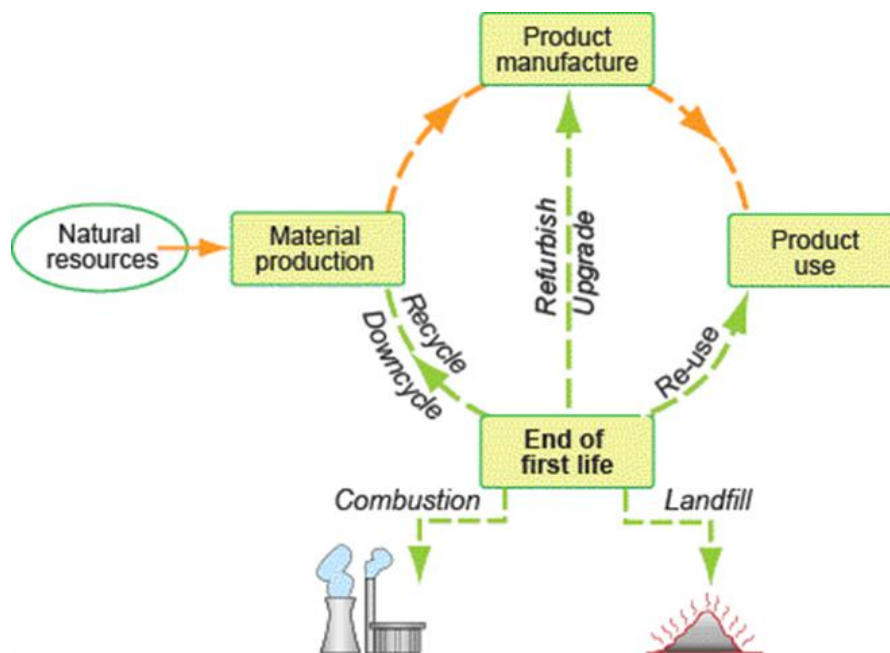 Product
manufacture
Natural
resources
Material
production
Refurbish
Upgrade
Product
use
Recycle
Downcycle
Re-use
End of
first life
Combustion
Landfill